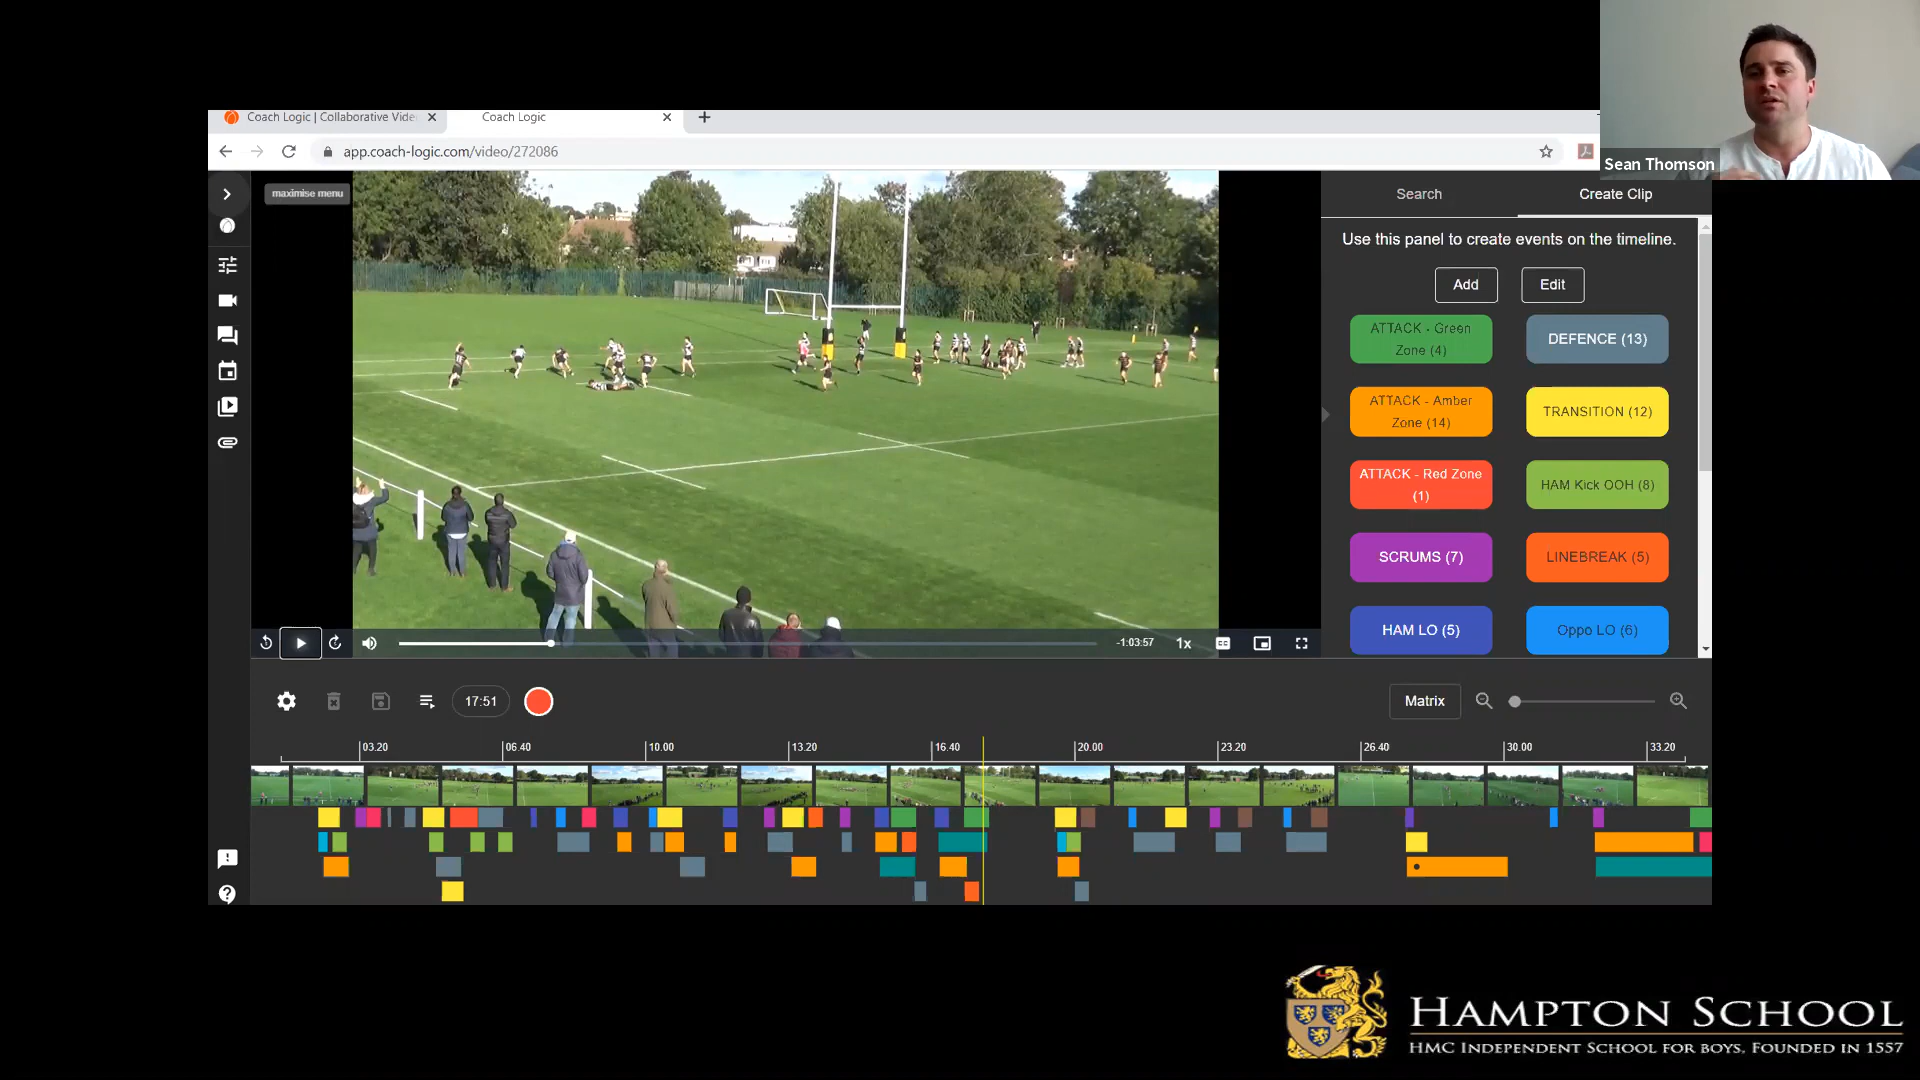 Coach Logic | Collaborative Vide
Coach Logic
app.coach-logic.com/video/272086
Sean Thomson
maximise menu
Search
Create Clip
Use this panel to create events on the timeline.
Add
Edit
ATTACK - Green
Zone (4)
DEFENCE (13)
ATTACK - Amber
Zone (14)
TRANSITION (12)
ATTACK - Red Zone
(1)
HAM Kick OOH (8)
SCRUMS (7)
LINEBREAK (5)
HAM LO (5)
Oppo LO (6)
-1:03:57
1x
CC
17:51
Matrix
03.20
06.40
10.00
13.20
16.40
20.00
23.20
26.40
30.00
33.20
HAMPTON SCHOOL
HMC INDEPENDENT SCHOOL FOR BOYS, FOUNDED IN 1557